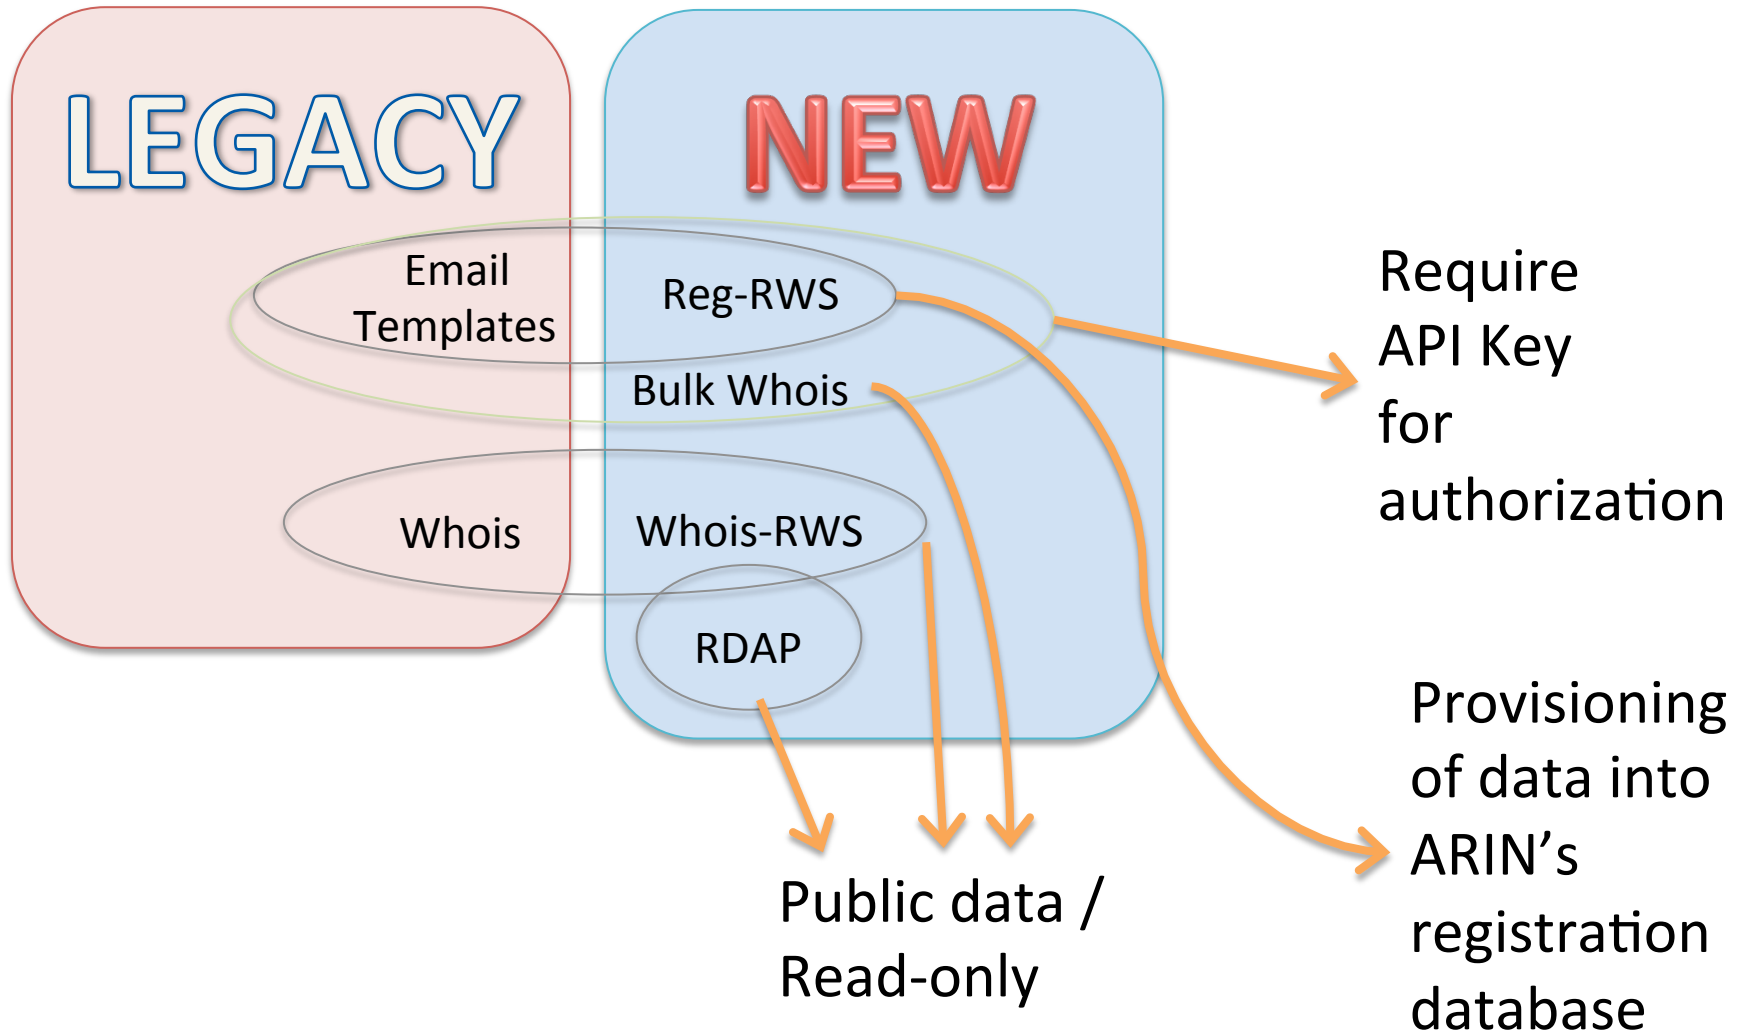 LEGACY
NEW
Email
Templates
Reg-RWS
Bulk Whois
Whois
Whois-RWS
RDAP
Require
API Key
for
authorization
Provisioning
of data into
ARIN’s
registration
database
Public data /
Read-only